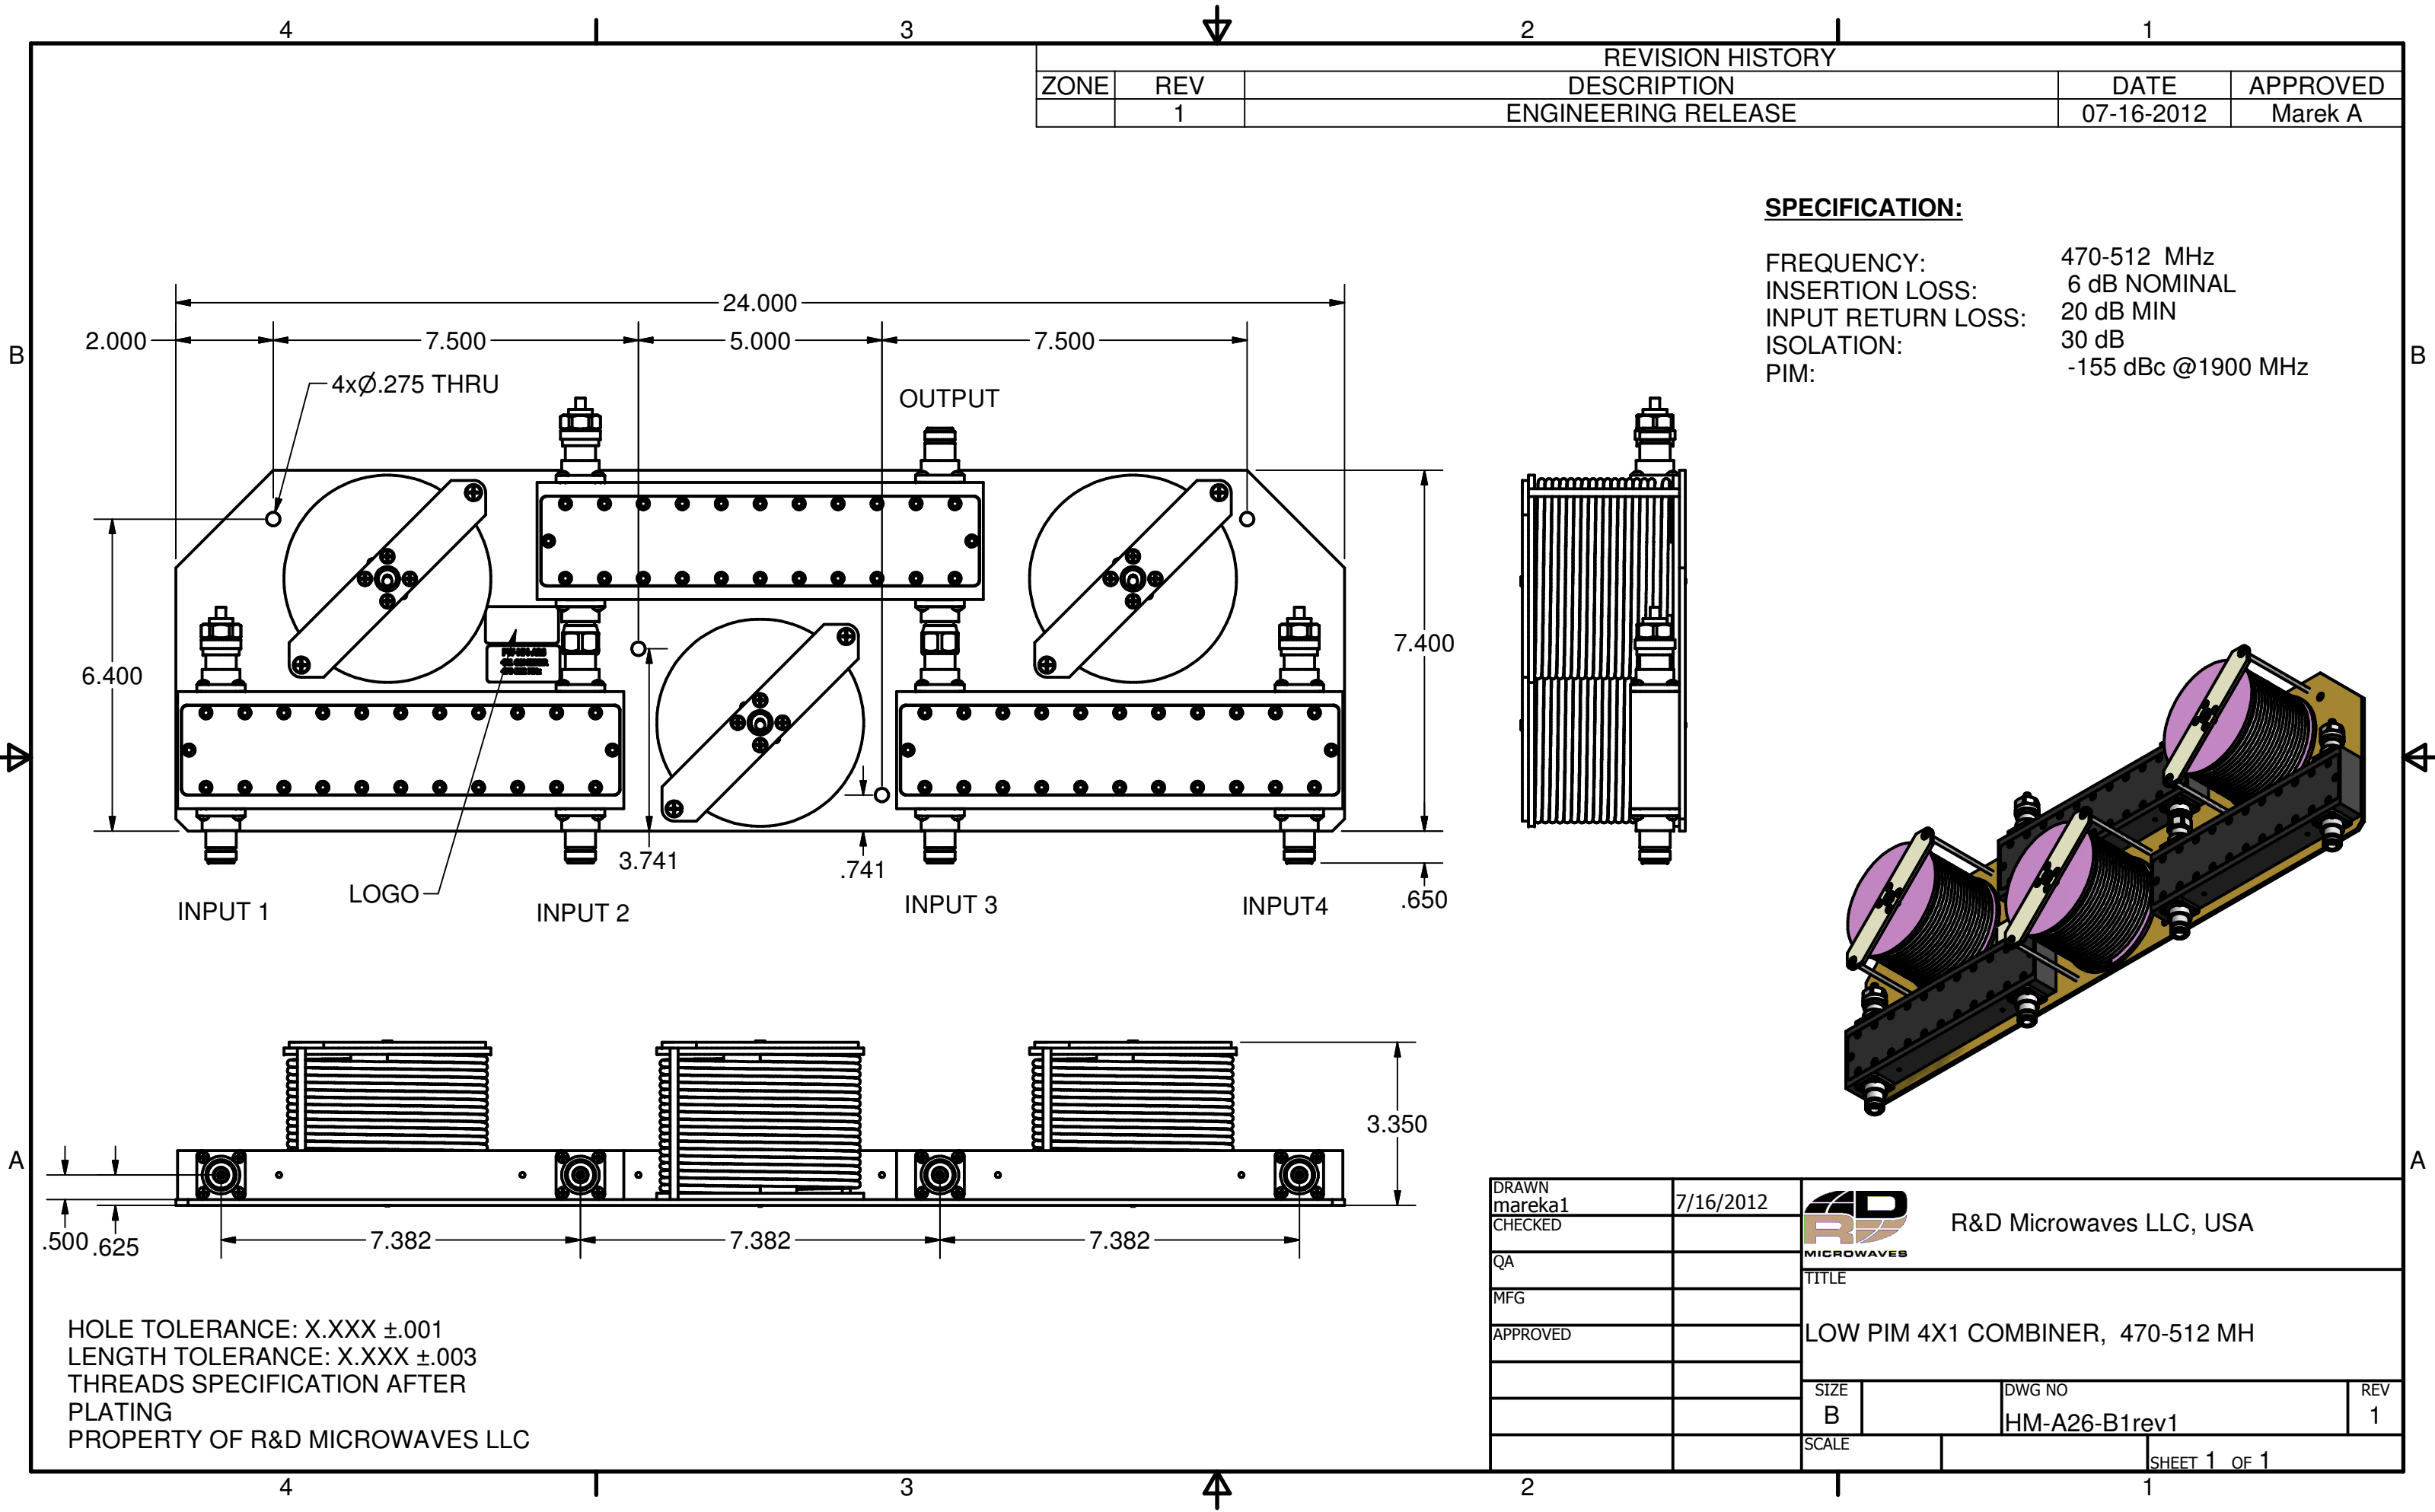 4 3 2 1
REVISION HISTORY
ZONE REV DESCRIPTION DATE APPROVED
1 ENGINEERING RELEASE 07-16-2012 Marek A
SPECIFICATION:
FREQUENCY: 470-512 MHz
INSERTION LOSS: 6 dB NOMINAL
INPUT RETURN LOSS: 20 dB MIN
ISOLATION: 30 dB
PIM: -155 dBc @1900 MHz
24.000
2.000 7.500 5.000 7.500
B B
4xØ.275 THRU
OUTPUT
6.400
7.400
3.741
.741
.650
LOGO
INPUT 1
INPUT 2
INPUT 3
INPUT4
3.350
A A
.500
.625
7.382 7.382 7.382
HOLE TOLERANCE: X.XXX ±.001
LENGTH TOLERANCE: X.XXX ±.003
THREADS SPECIFICATION AFTER
PLATING
PROPERTY OF R&D MICROWAVES LLC
DRAWN
mareka1
7/16/2012
CHECKED
QA
MFG
APPROVED
RD
MICROWAVES
R&D Microwaves LLC, USA
TITLE
LOW PIM 4X1 COMBINER, 470-512 MH
SIZE
B
DWG NO
HM-A26-B1rev1
REV
1
SCALE
SHEET 1 OF 1
4 3 2 1